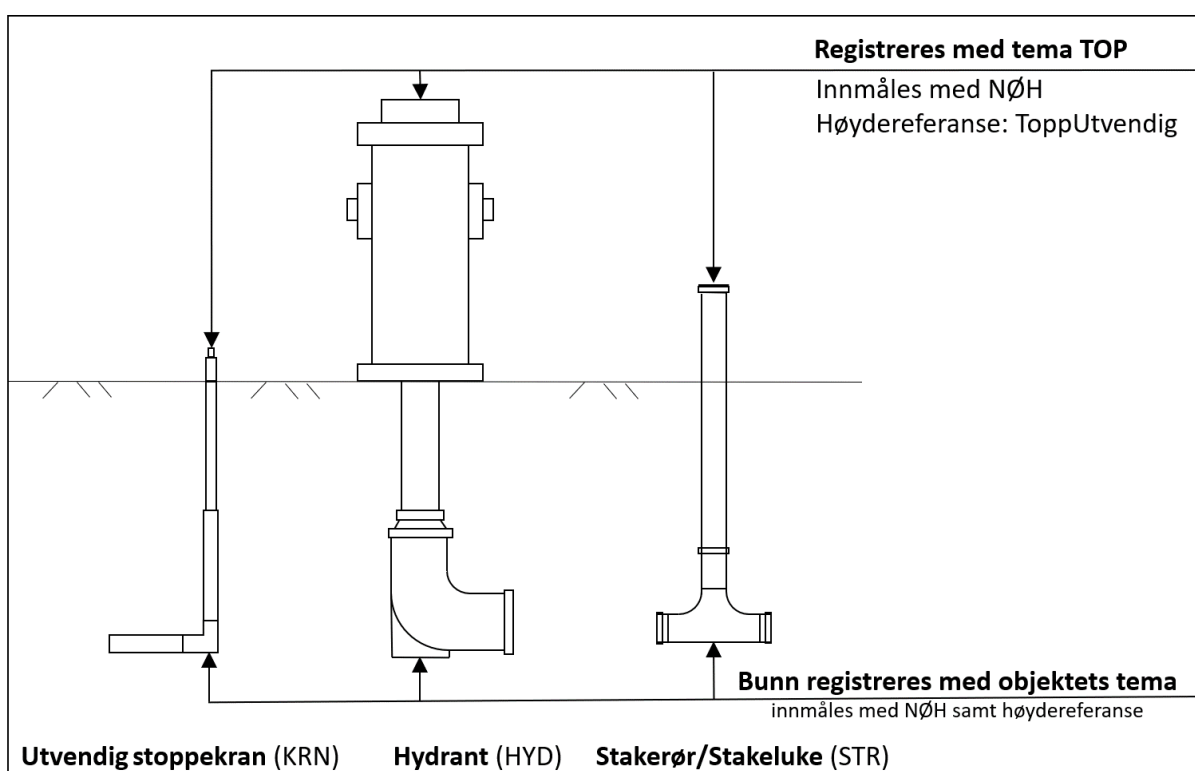 Registreres med tema TOP
Innmåles med NØH
Høydereferanse: ToppUtvendig
Bunn registreres med objektets tema
innmåles med NØH samt høydereferanse
Utvendig stoppekran (KRN) Hydrant (HYD) Stakerør/Stakeluke (STR)